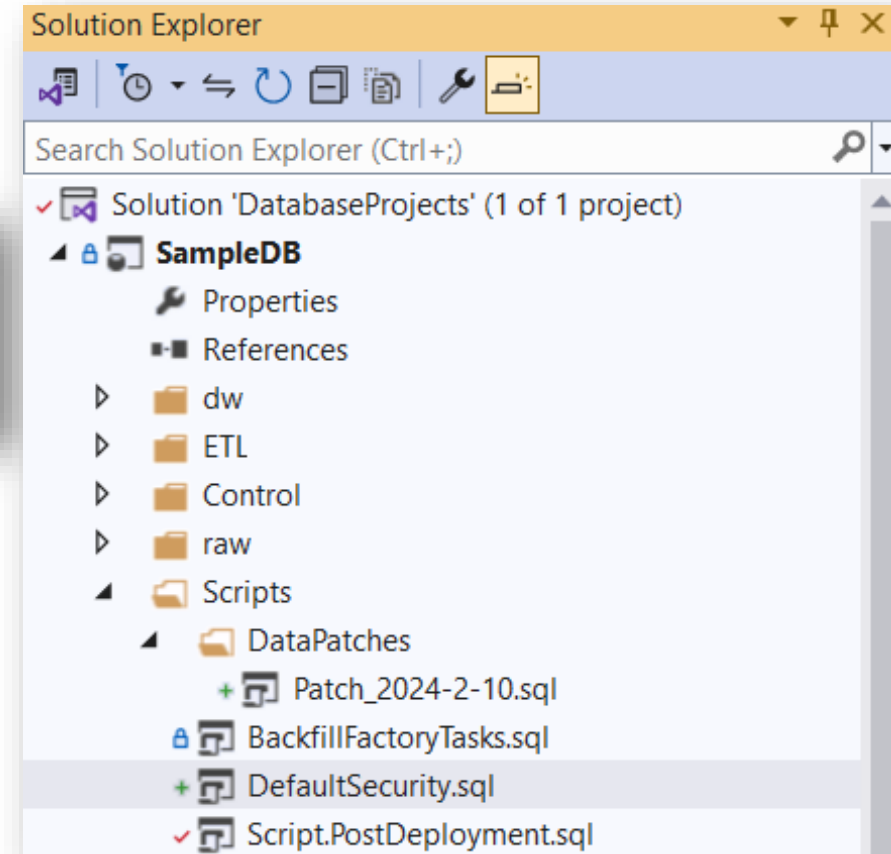 Solution Explorer
Search Solution Explorer (Ctrl+;)
Solution 'DatabaseProjects' (1 of 1 project)
SampleDB
Properties
References
dw
ETL
Control
raw
Scripts
DataPatches
Patch_2024-2-10.sql
BackfillFactoryTasks.sql
DefaultSecurity.sql
Script.PostDeployment.sql